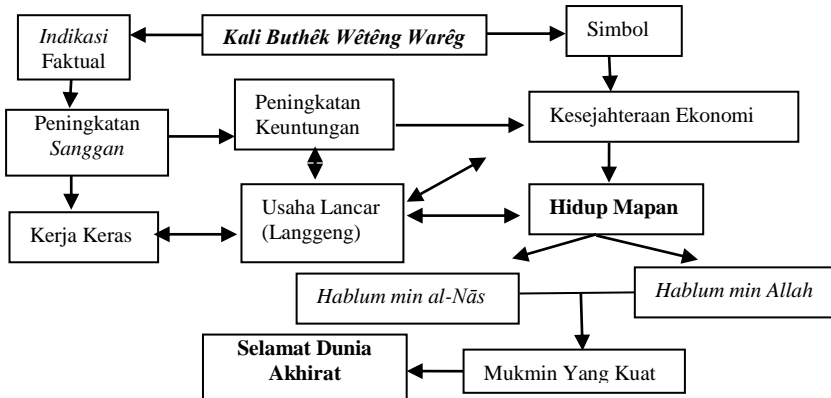 Indikasi
Faktual
Kali Buthêk Wêtêng Warêg
Simbol
Peningkatan
Sanggan
Peningkatan
Keuntungan
Kesejahteraan Ekonomi
Kerja Keras
Usaha Lancar
(Langgeng)
Hidup Mapan
Hablum min al-Nās
Hablum min Allah
Selamat Dunia
Akhirat
Mukmin Yang Kuat